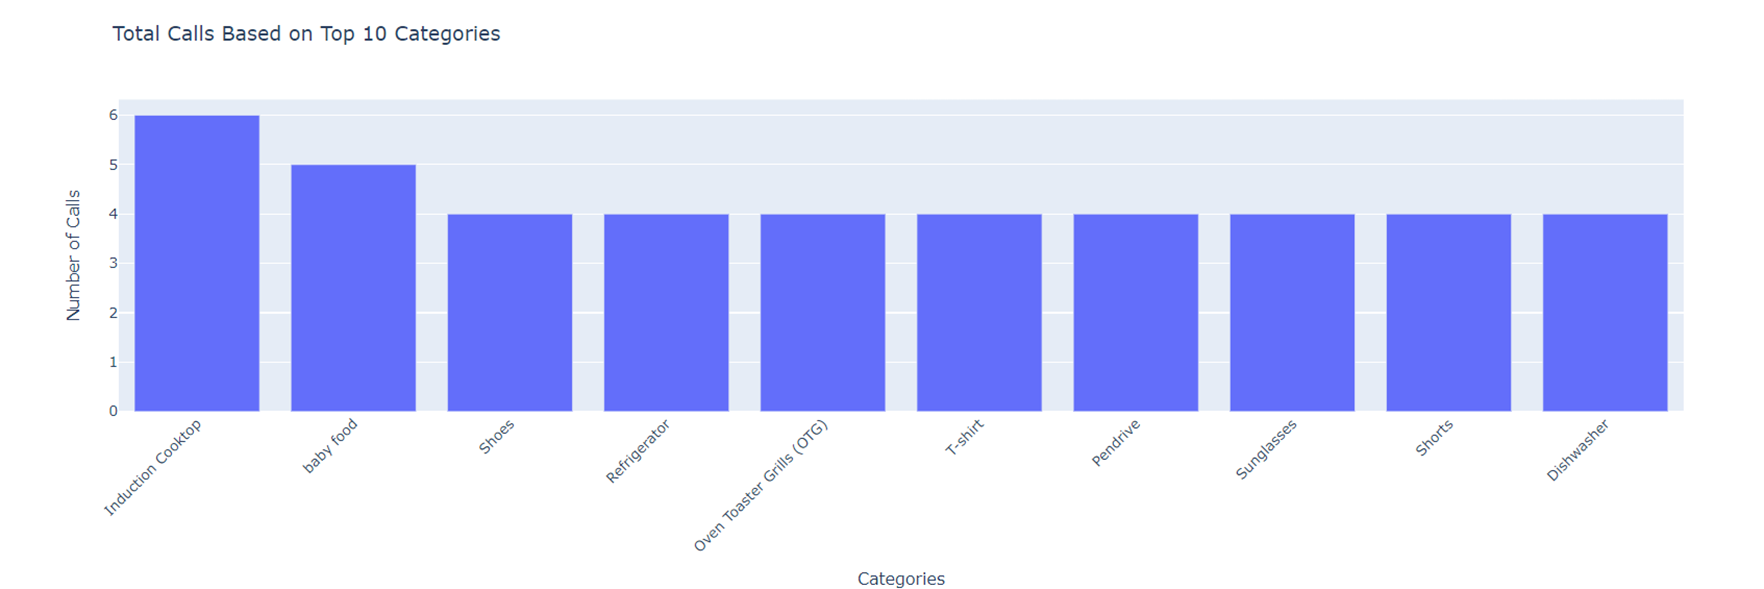 Total Calls Based on Top 10 Categories
Number of Calls
6
5
4
3
2
1
0
Induction Cooktop
baby food
Shoes
Refrigerator
Oven Toaster Grills (OTG)
T-shirt
Pendrive
Sunglasses
Shorts
Dishwasher
Categories